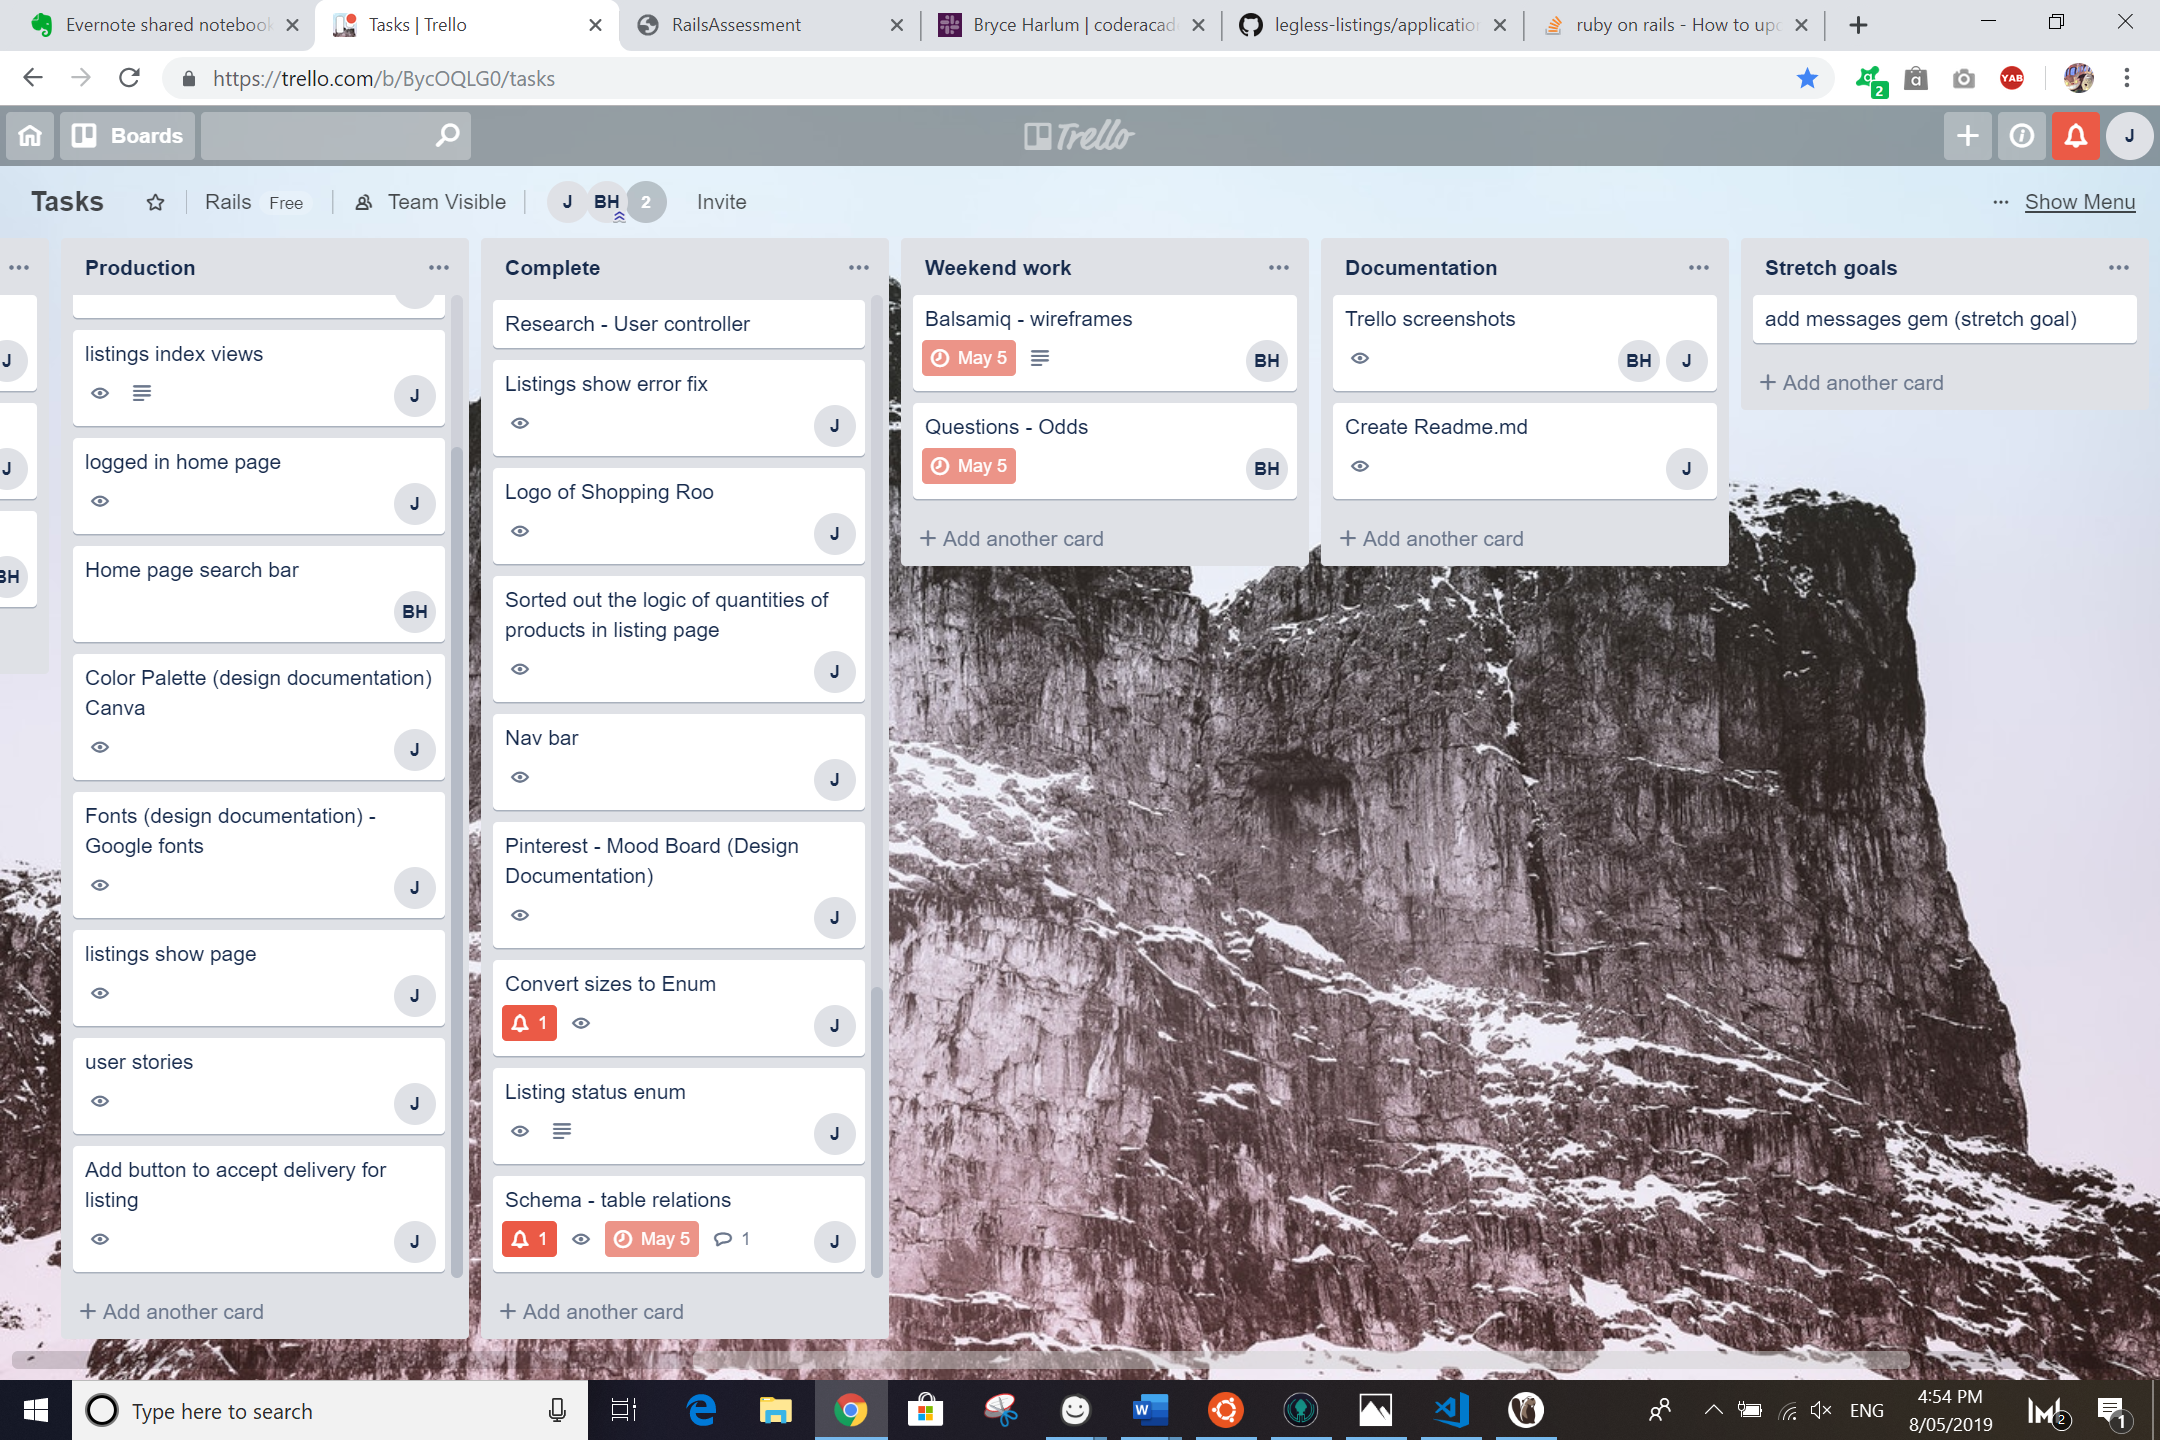 Evernote shared notebook
Tasks | Trello
RailsAssessment
Bryce Harlum | coderacad
legless-listings/application
ruby on rails - How to upd
https://trello.com/b/BycOQLG0/tasks
2
a
YAB
Boards
Trello
J
Tasks
Rails
Free
Team Visible
J
BH
2
Invite
... Show Menu
J
J
BH
Production
listings index views
J
logged in home page
J
Home page search bar
BH
Color Palette (design documentation)
Canva
J
Fonts (design documentation) -
Google fonts
J
listings show page
J
user stories
J
Add button to accept delivery for
listing
J
+ Add another card
Complete
Research - User controller
Listings show error fix
J
Logo of Shopping Roo
J
Sorted out the logic of quantities of
products in listing page
J
Nav bar
J
Pinterest - Mood Board (Design
Documentation)
J
Convert sizes to Enum
1
J
Listing status enum
J
Schema - table relations
1
May 5
1
J
+ Add another card
Weekend work
Balsamiq - wireframes
May 5
BH
Questions - Odds
May 5
BH
+ Add another card
Documentation
Trello screenshots
BH
J
Create Readme.md
J
+ Add another card
Stretch goals
add messages gem (stretch goal)
+ Add another card
Type here to search
W
ENG
4:54 PM
8/05/2019
2
1